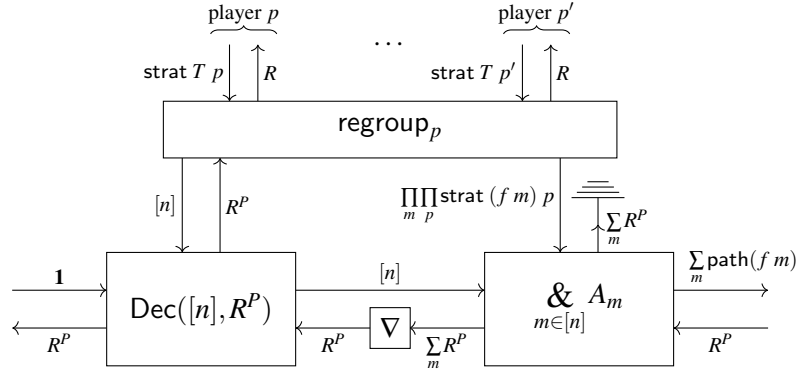 player p player p′
. . .
strat T p R strat T p′ R
regroup_p
[n] R^P ∏_m ∏_p strat (f m) p ∑_m R^P
1 [n] ∑_m path(f m)
Dec([n], R^P) &_{m∈[n]} A_m
R^P R^P ∇ ∑_m R^P R^P